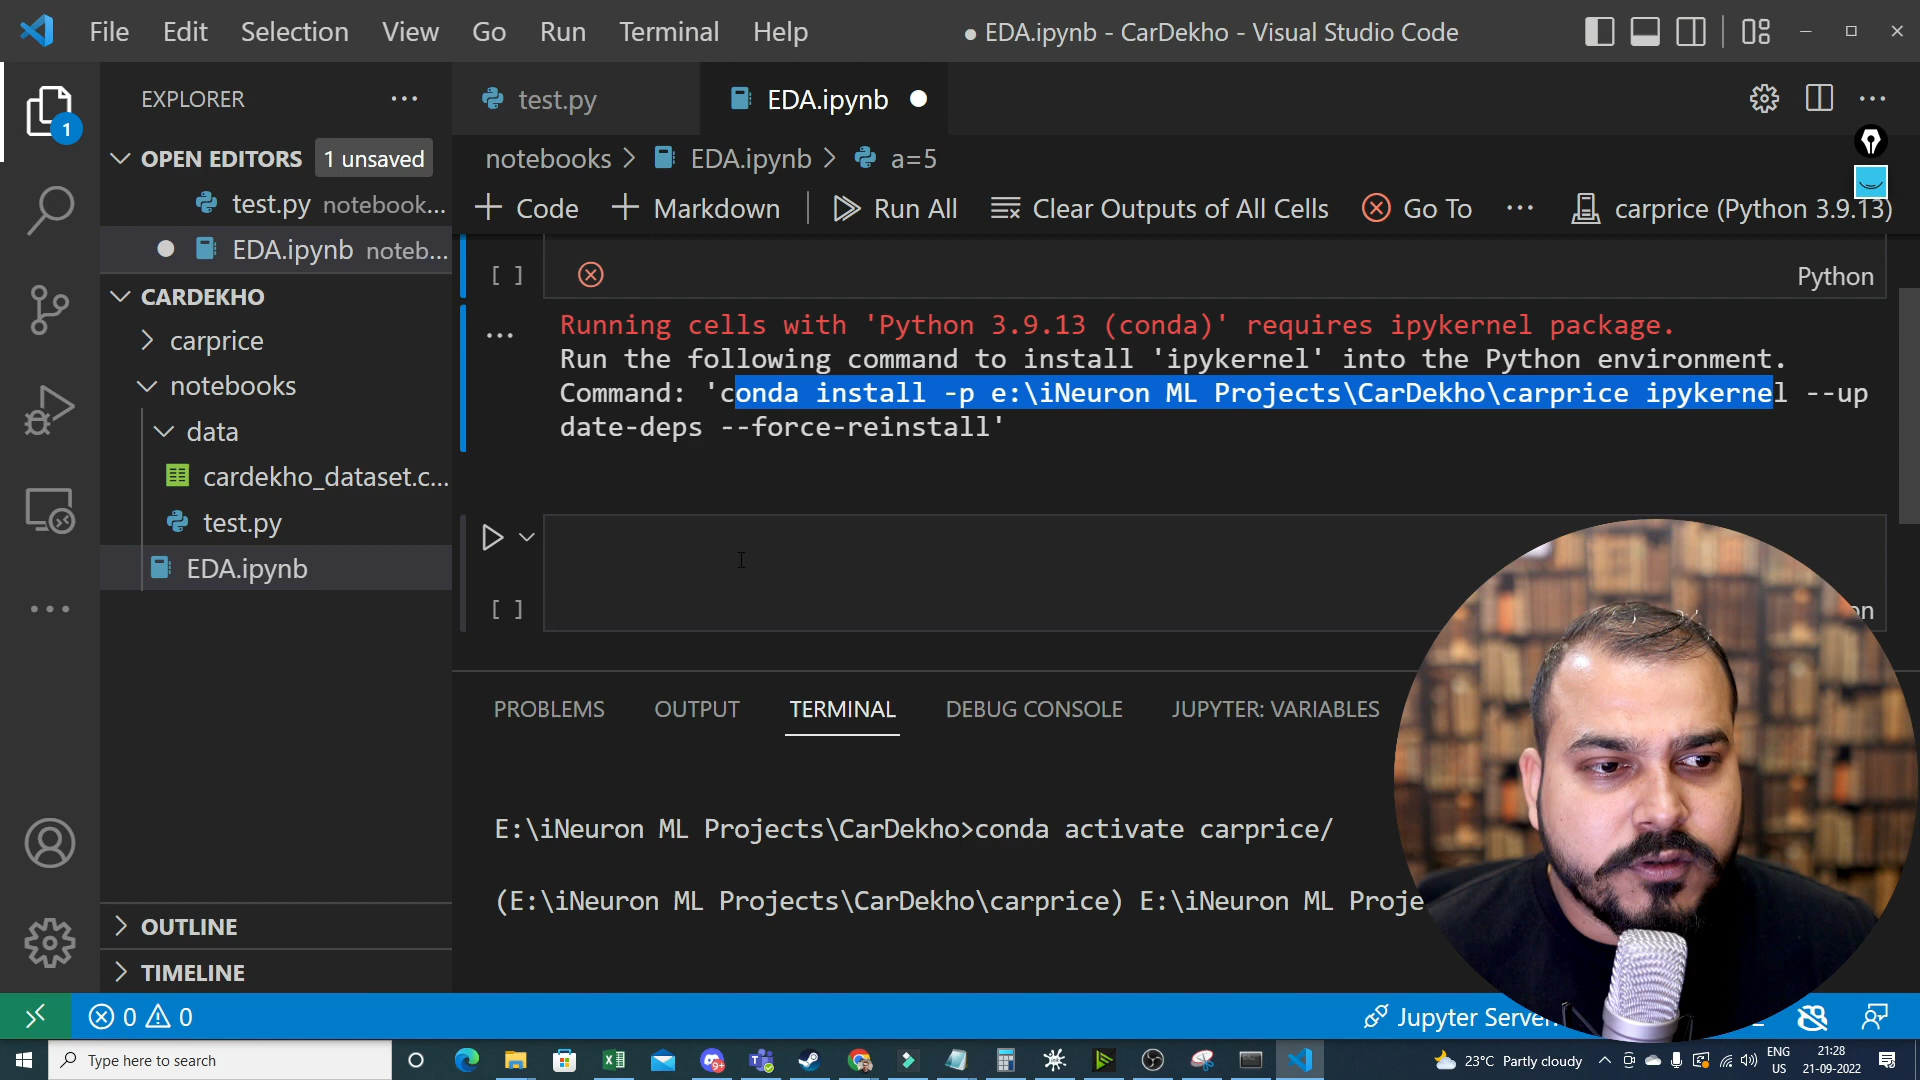 File Edit Selection View Go Run Terminal Help
● EDA.ipynb - CarDekho - Visual Studio Code
EXPLORER
test.py
EDA.ipynb
OPEN EDITORS 1 unsaved
notebooks > EDA.ipynb > a=5
test.py notebook...
+ Code + Markdown Run All Clear Outputs of All Cells Go To ... carprice (Python 3.9.13)
EDA.ipynb noteb...
[ ] Python
CARDEKHO
carprice
notebooks
data
cardekho_dataset.c...
test.py
EDA.ipynb
Running cells with 'Python 3.9.13 (conda)' requires ipykernel package.
Run the following command to install 'ipykernel' into the Python environment.
Command: 'conda install -p e:\iNeuron ML Projects\CarDekho\carprice ipykernel --up
date-deps --force-reinstall'
[ ]
PROBLEMS OUTPUT TERMINAL DEBUG CONSOLE JUPYTER: VARIABLES
E:\iNeuron ML Projects\CarDekho>conda activate carprice/
(E:\iNeuron ML Projects\CarDekho\carprice) E:\iNeuron ML Proje
OUTLINE
TIMELINE
1
0 0
Jupyter Server
Type here to search
9+
23°C Partly cloudy
ENG
US
21:28
21-09-2022